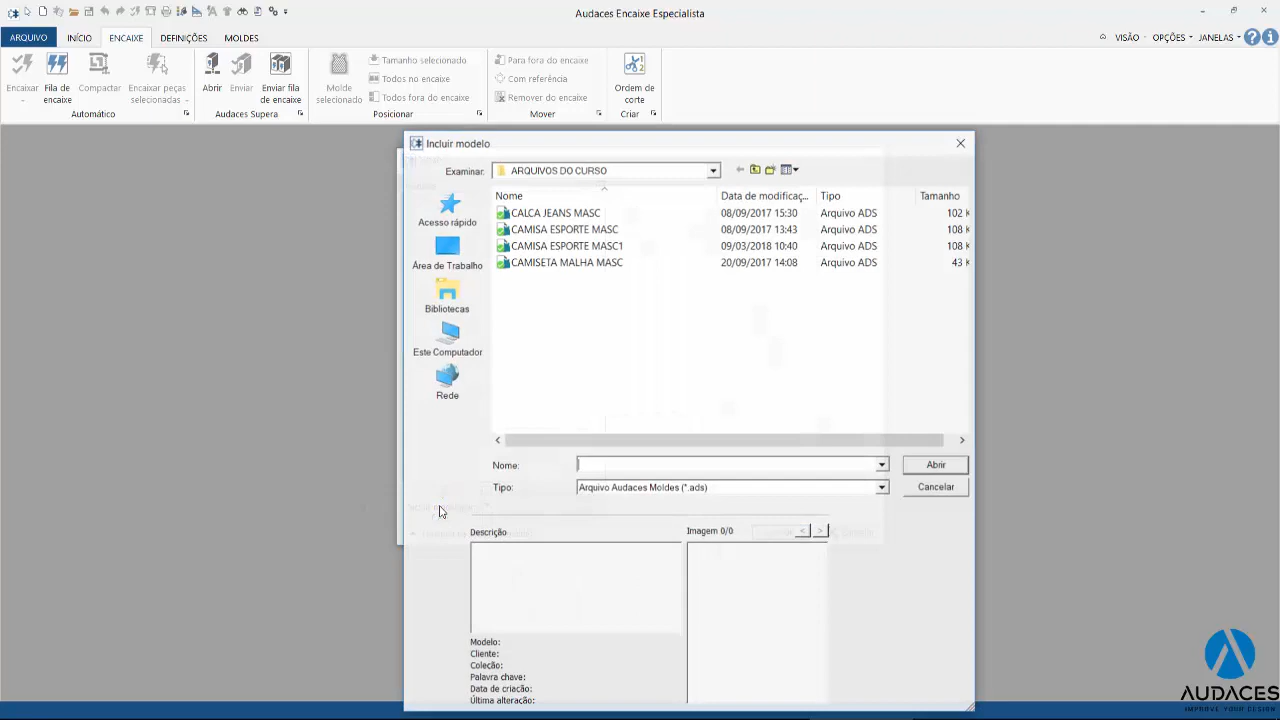 Audaces Encaixe Especialista
ARQUIVO INÍCIO ENCAIXE DEFINIÇÕES MOLDES VISÃO OPÇÕES JANELAS
Encaixar Fila de encaixe Compactar Encaixar peças selecionadas
Automático
Abrir Enviar Enviar fila de encaixe
Audaces Supera
Molde selecionado
Tamanho selecionado
Todos no encaixe
Todos fora do encaixe
Posicionar
Para fora do encaixe
Com referência
Remover do encaixe
Mover
Ordem de corte
Criar
Incluir modelo
Examinar: ARQUIVOS DO CURSO
Nome Data de modificaç... Tipo Tamanho
CALCA JEANS MASC 08/09/2017 15:30 Arquivo ADS 102 K
CAMISA ESPORTE MASC 08/09/2017 13:43 Arquivo ADS 108 K
CAMISA ESPORTE MASC1 09/03/2018 10:40 Arquivo ADS 108 K
CAMISETA MALHA MASC 20/09/2017 14:08 Arquivo ADS 43 K
Acesso rápido
Área de Trabalho
Bibliotecas
Este Computador
Rede
Nome: Abrir
Tipo: Arquivo Audaces Moldes (*.ads) Cancelar
Descrição Imagem 0/0 < >
Modelo:
Cliente:
Coleção:
Palavra chave:
Data de criação:
Última alteração:
AUDACES
IMPROVE YOUR DESIGN